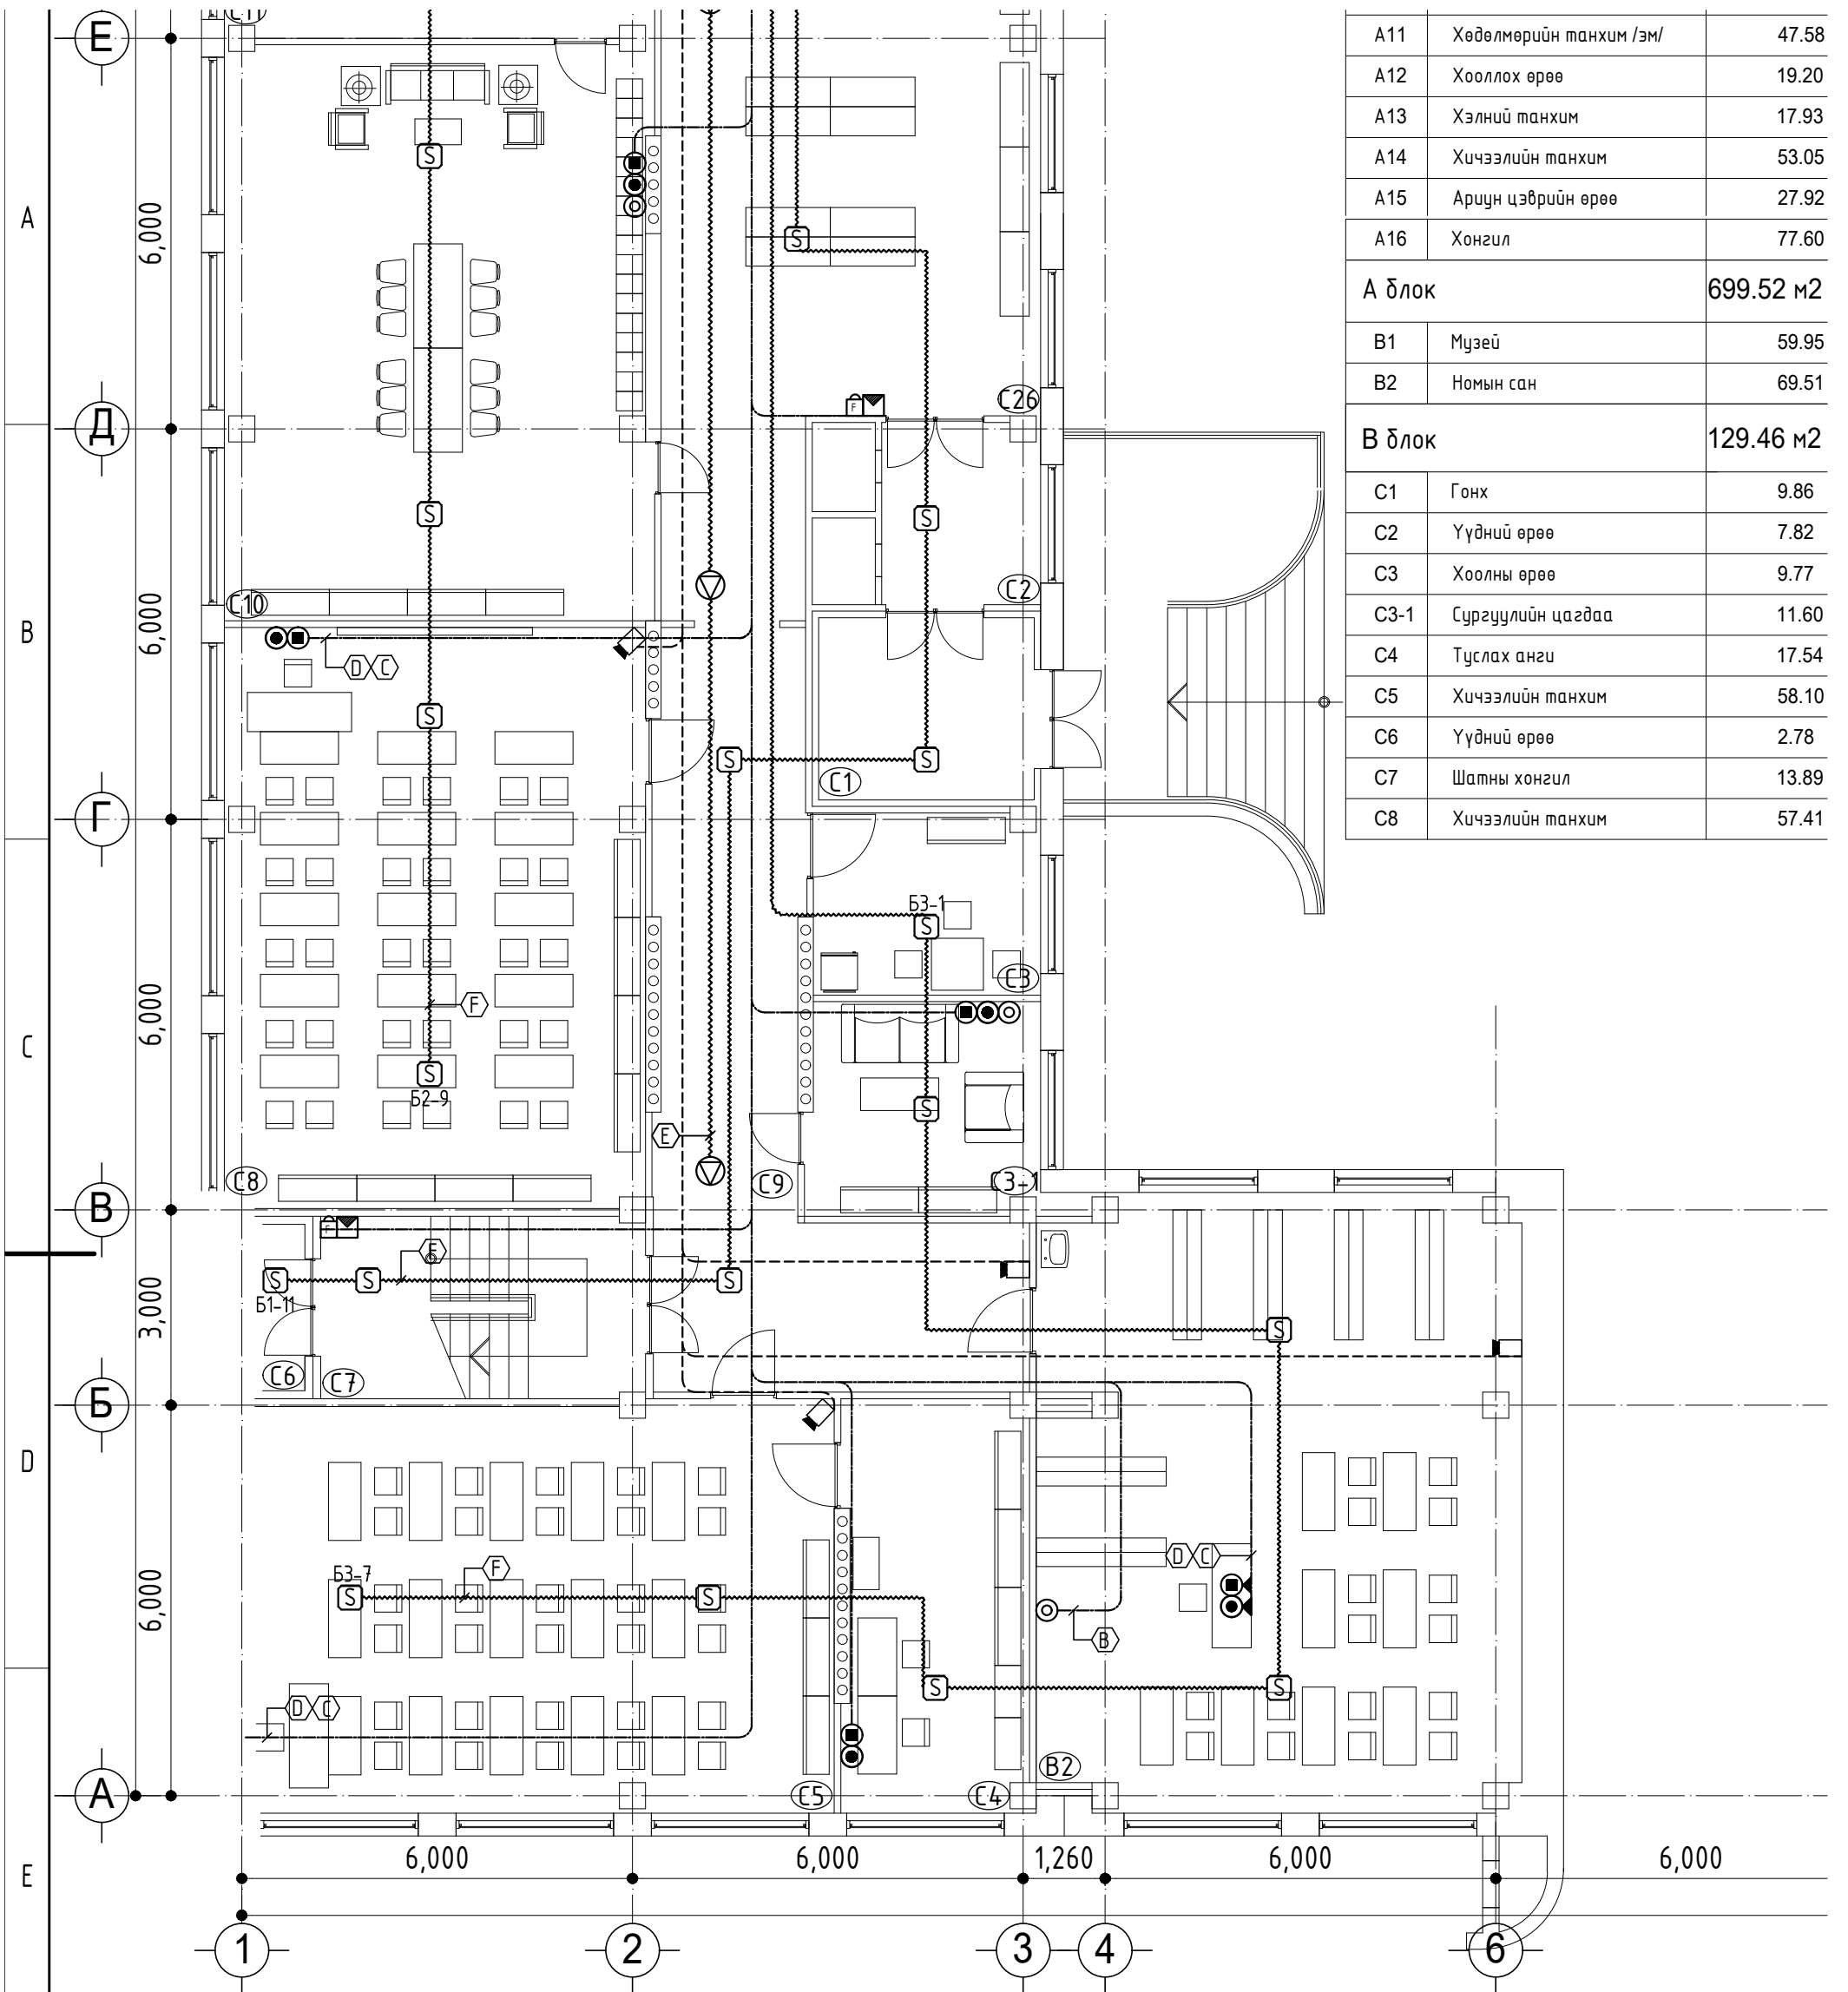 C11
E
A11 Хөдөлмөрийн танхим /эм/ 47.58
A12 Хооллох өрөө 19.20
A13 Хэлний танхим 17.93
A14 Хичээлийн танхим 53.05
A15 Ариун цэврийн өрөө 27.92
A16 Хонгил 77.60
А блок 699.52 м2
B1 Музей 59.95
B2 Номын сан 69.51
В блок 129.46 м2
C1 Гонх 9.86
C2 Үүдний өрөө 7.82
C3 Хоолны өрөө 9.77
C3-1 Сургуулийн цагдаа 11.60
C4 Туслах анги 17.54
C5 Хичээлийн танхим 58.10
C6 Үүдний өрөө 2.78
C7 Шатны хонгил 13.89
C8 Хичээлийн танхим 57.41
S
A
6,000
S
C26
F
Д
S
S
C2
C10
B
6,000
D C
S
S
S
C1
Г
Б3-1
S
C3
F
C
6,000
S
Б2-9
S
E
C8
C9
C3-1
В
F
F
S
S
S
Б1-11
3,000
S
C6
C7
Б
D
D C
Б3-7
F
S
S
6,000
B
S
S
D C
B2
А
C5
C4
E
6,000
6,000
1,260
6,000
6,000
1
2
3
4
6